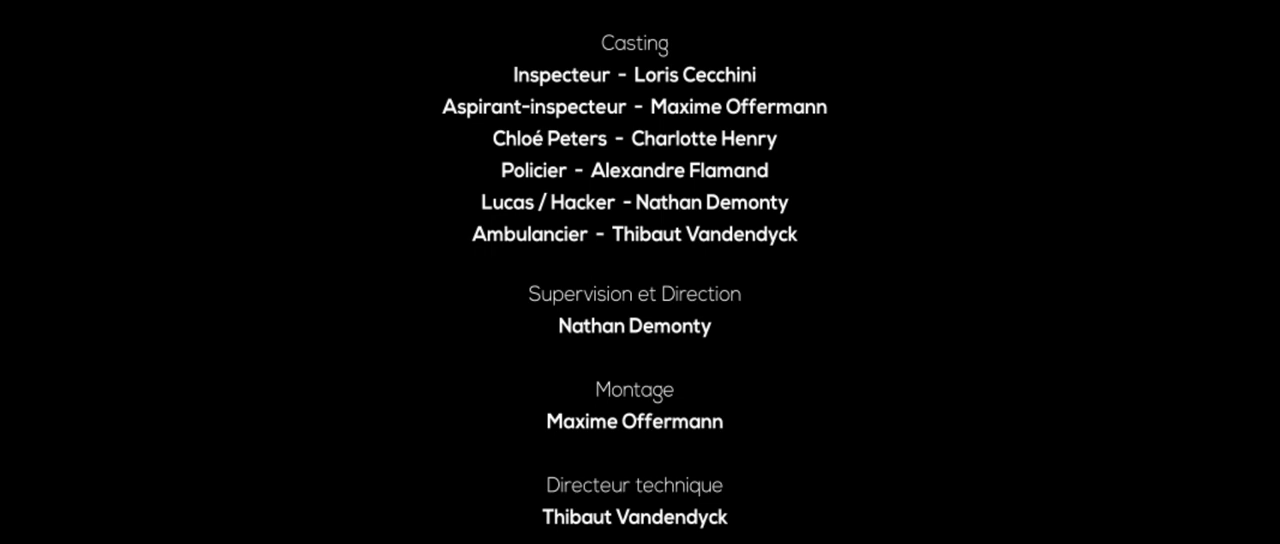 Casting
Inspecteur - Loris Cecchini
Aspirant-inspecteur - Maxime Offermann
Chloé Peters - Charlotte Henry
Policier - Alexandre Flamand
Lucas / Hacker - Nathan Demonty
Ambulancier - Thibaut Vandendyck
Supervision et Direction
Nathan Demonty
Montage
Maxime Offermann
Directeur technique
Thibaut Vandendyck